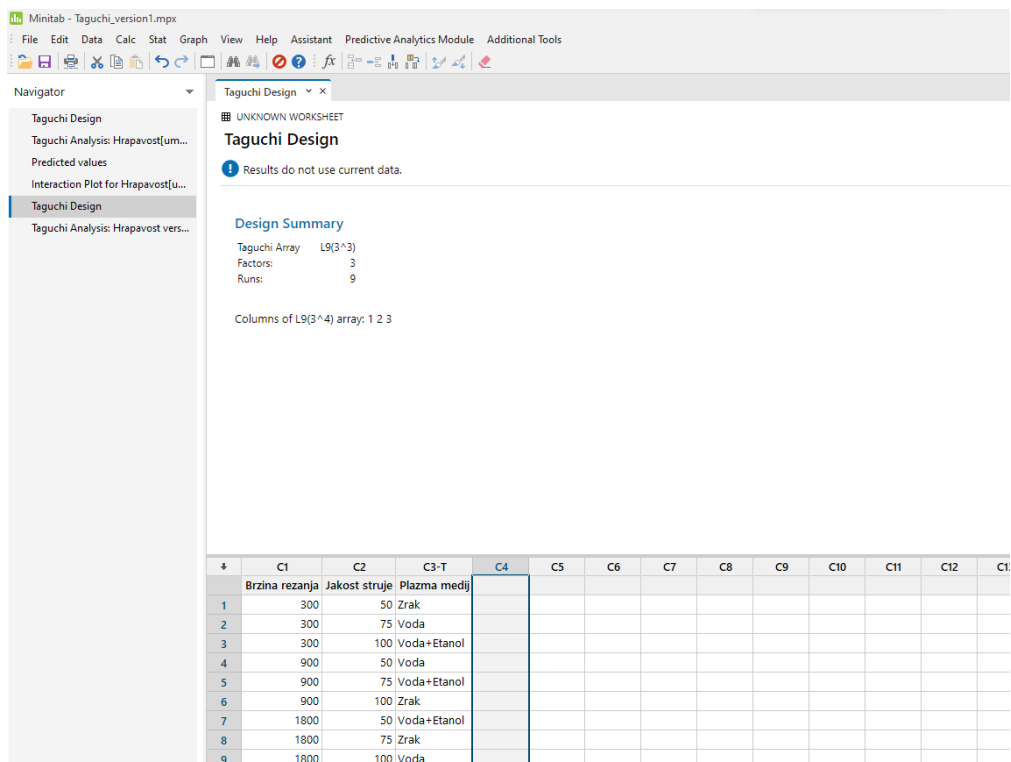 Minitab - Taguchi_version1.mpx
File Edit Data Calc Stat Graph View Help Assistant Predictive Analytics Module Additional Tools
Navigator
Taguchi Design
Taguchi Analysis: Hrapavost[um...
Predicted values
Interaction Plot for Hrapavost[u...
Taguchi Design
Taguchi Analysis: Hrapavost vers...
Taguchi Design
UNKNOWN WORKSHEET
Taguchi Design
Results do not use current data.
Design Summary
Taguchi Array L9(3^3)
Factors: 3
Runs: 9
Columns of L9(3^4) array: 1 2 3
C1 C2 C3-T C4 C5 C6 C7 C8 C9 C10 C11 C12 C13
Brzina rezanja Jakost struje Plazma medij
1 300 50 Zrak
2 300 75 Voda
3 300 100 Voda+Etanol
4 900 50 Voda
5 900 75 Voda+Etanol
6 900 100 Zrak
7 1800 50 Voda+Etanol
8 1800 75 Zrak
9 1800 100 Voda